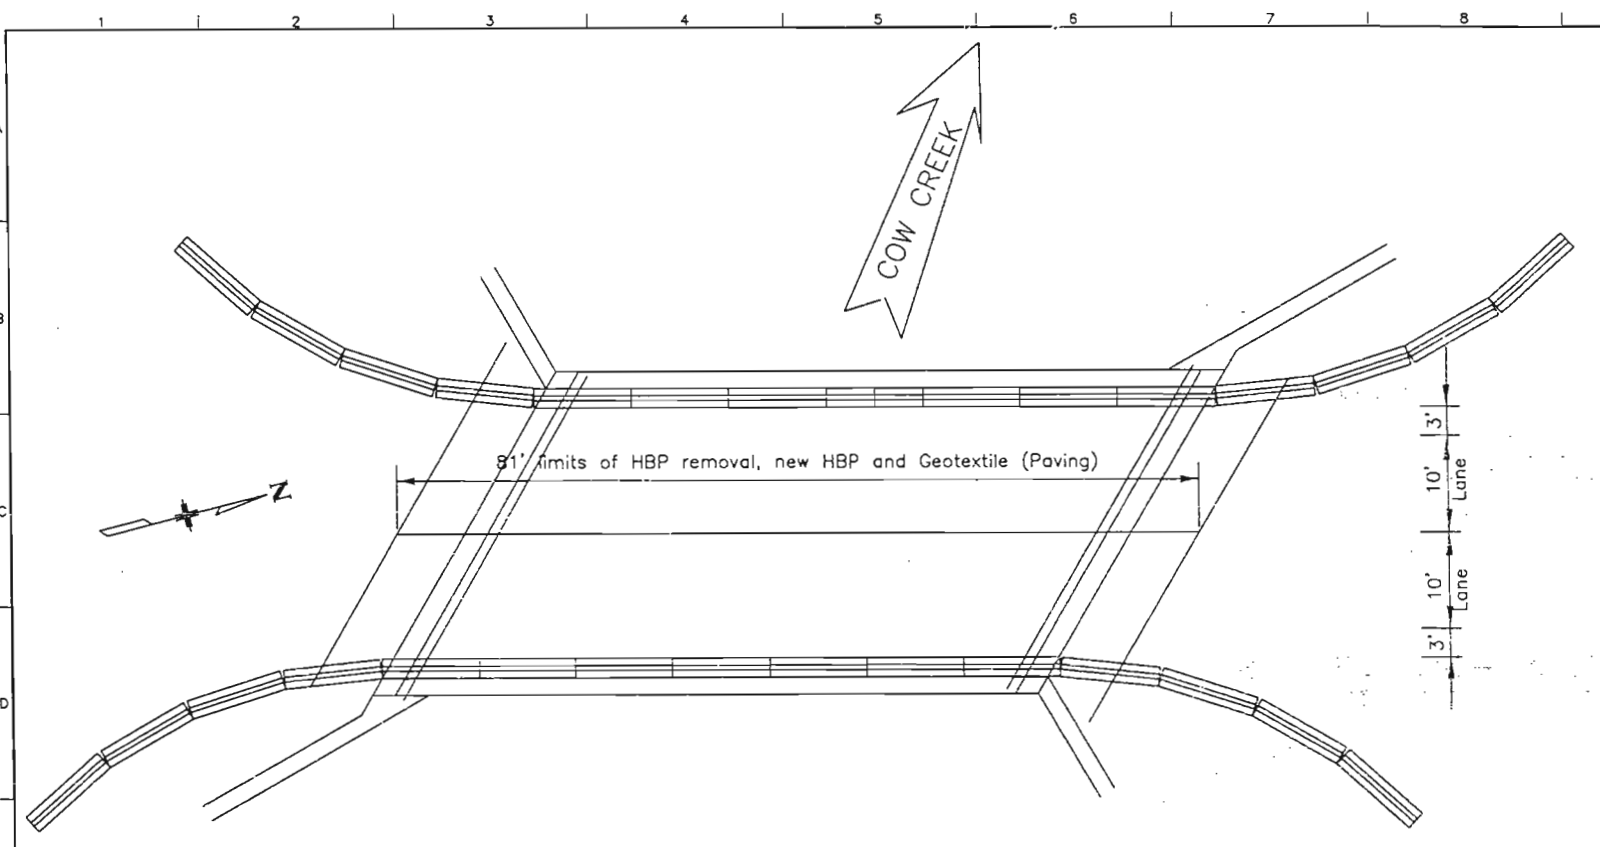 1 2 3 4 5 6 7 8
B
C
D
COW CREEK
81' limits of HBP removal, new HBP and Geotextile (Paving)
N
3'
10'
Lane
10'
Lane
3'